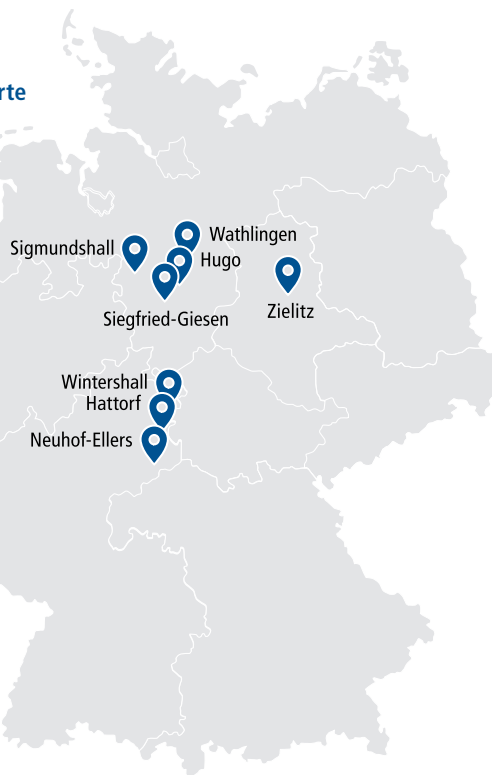 rte
Sigmundshall
Wathlingen
Hugo
Siegfried-Giesen
Zielitz
Wintershall
Hattorf
Neuhof-Ellers